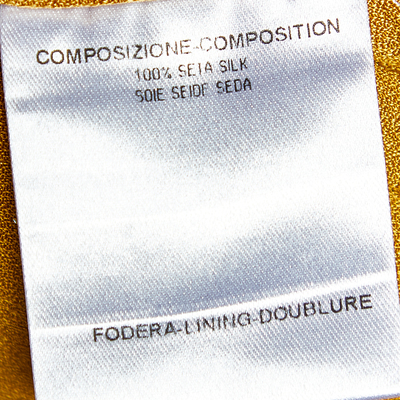 COMPOSIZIONE-COMPOSITION
100% SETA SILK
SOIE SEIDE SEDA
FODERA-LINING-DOUBLURE